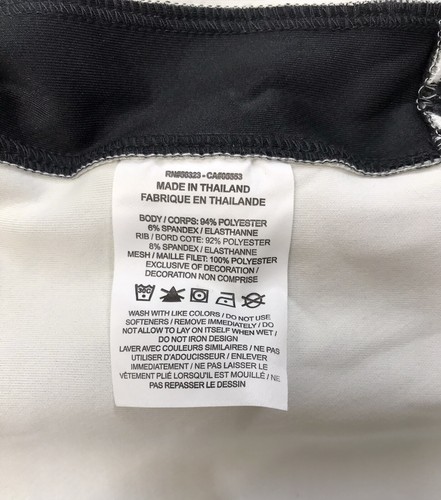 RN#56323 - CA#05553
MADE IN THAILAND
FABRIQUE EN THAILANDE
BODY / CORPS: 94% POLYESTER
6% SPANDEX / ELASTHANNE
RIB / BORD COTE: 92% POLYESTER
8% SPANDEX / ELASTHANNE
MESH / MAILLE FILET: 100% POLYESTER
EXCLUSIVE OF DECORATION /
DECORATION NON COMPRISE
30C
WASH WITH LIKE COLORS / DO NOT USE
SOFTENERS / REMOVE IMMEDIATELY / DO
NOT ALLOW TO LAY ON ITSELF WHEN WET /
DO NOT IRON DESIGN
LAVER AVEC COULEURS SIMILAIRES / NE PAS
UTILISER D'ADOUCISSEUR / ENLEVER
IMMEDIATEMENT / NE PAS LAISSER LE
VÊTEMENT PLIÉ LORSQU'IL EST MOUILLÉ / NE
PAS REPASSER LE DESSIN